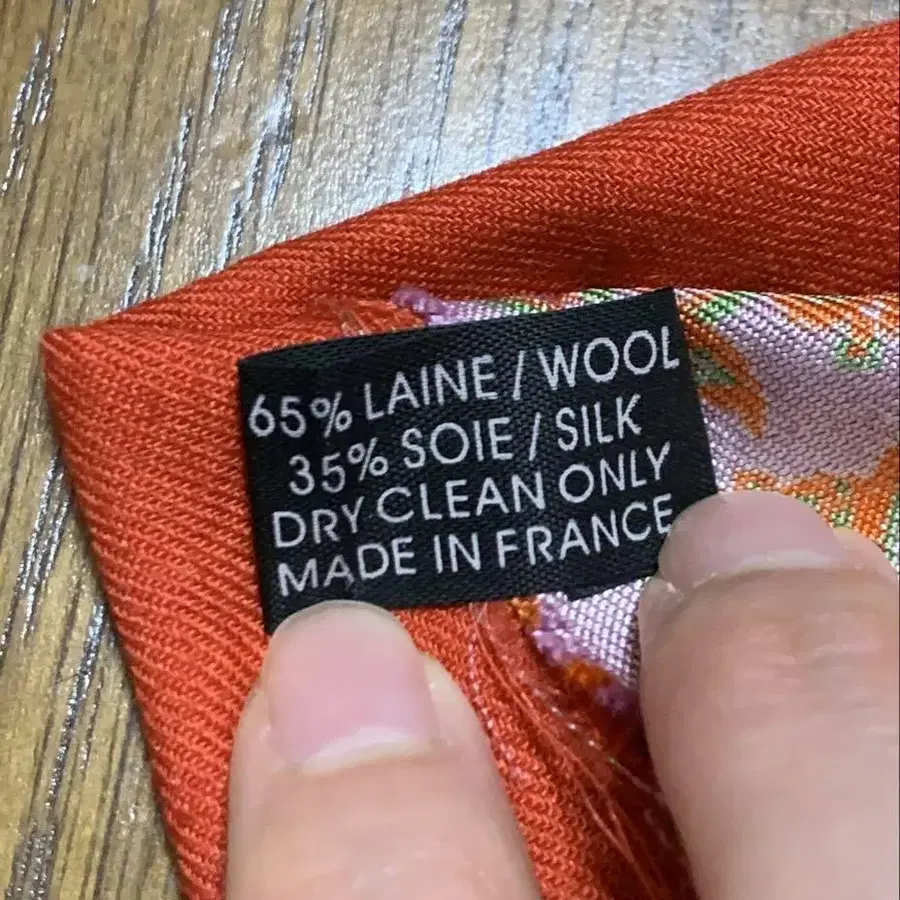 65% LAINE / WOOL
35% SOIE / SILK
DRY CLEAN ONLY
MADE IN FRANCE